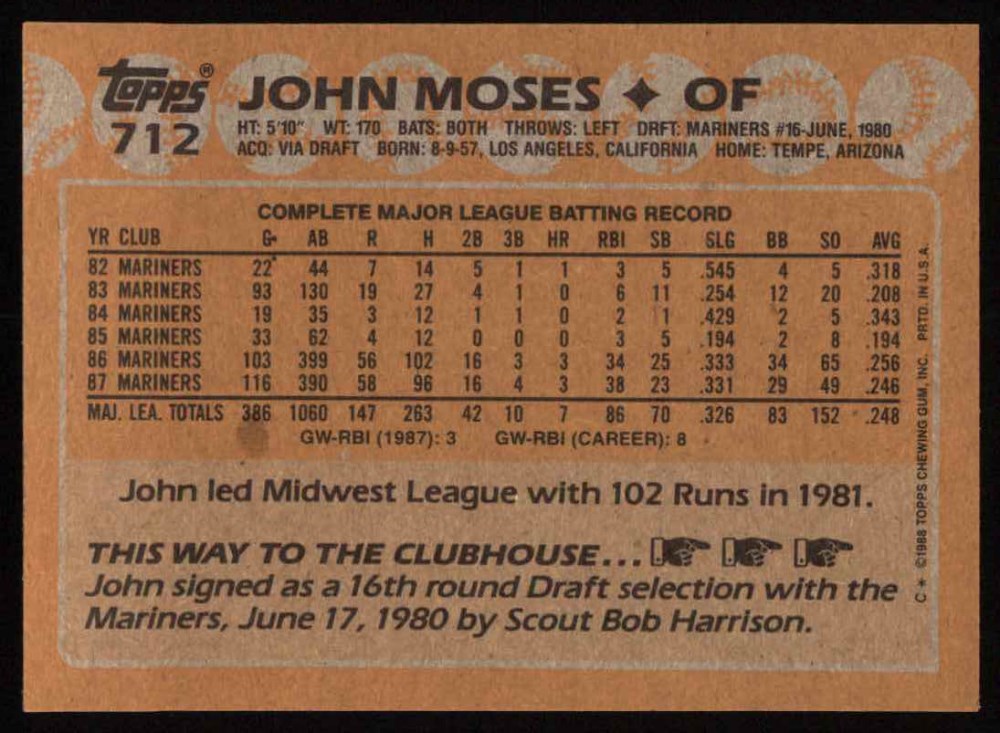 Topps® JOHN MOSES ♦ OF
712 HT: 5'10" WT: 170 BATS: BOTH THROWS: LEFT DRFT: MARINERS #16-JUNE, 1980
ACQ: VIA DRAFT BORN: 8-9-57, LOS ANGELES, CALIFORNIA HOME: TEMPE, ARIZONA
COMPLETE MAJOR LEAGUE BATTING RECORD
YR CLUB G AB R H 2B 3B HR RBI SB SLG BB SO AVG
82 MARINERS 22 44 7 14 5 1 1 3 5 .545 4 5 .318
83 MARINERS 93 130 19 27 4 1 0 6 11 .254 12 20 .208
84 MARINERS 19 35 3 12 1 1 0 2 1 .429 2 5 .343
85 MARINERS 33 62 4 12 0 0 0 3 5 .194 2 8 .194
86 MARINERS 103 399 56 102 16 3 3 34 25 .333 34 65 .256
87 MARINERS 116 390 58 96 16 4 3 38 23 .331 29 49 .246
MAJ. LEA. TOTALS 386 1060 147 263 42 10 7 86 70 .326 83 152 .248
GW-RBI (1987): 3 GW-RBI (CAREER): 8
John led Midwest League with 102 Runs in 1981.
THIS WAY TO THE CLUBHOUSE...
John signed as a 16th round Draft selection with the
Mariners, June 17, 1980 by Scout Bob Harrison.
C* ©1988 TOPPS CHEWING GUM, INC. PRTD. IN U.S.A.